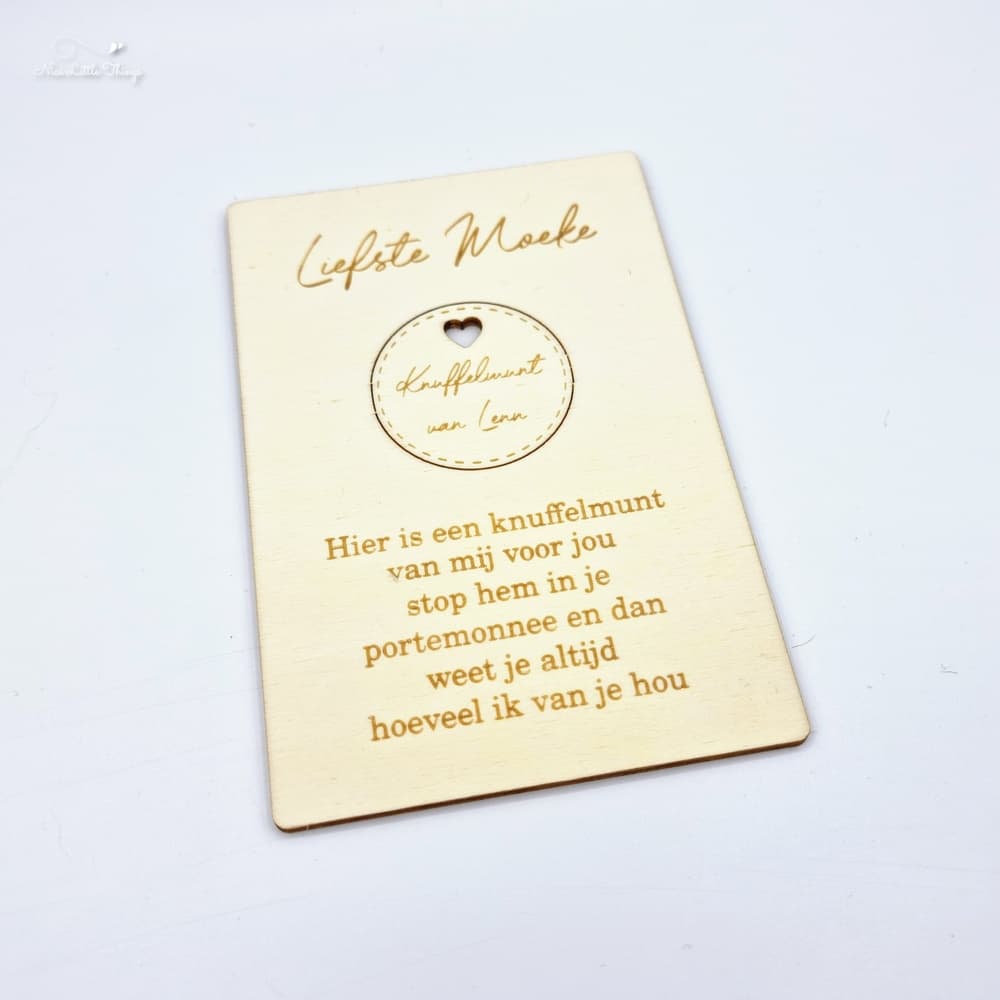 Liefste Moeke
Knuffelmunt
van Lenn
Hier is een knuffelmunt
van mij voor jou
stop hem in je
portemonnee en dan
weet je altijd
hoeveel ik van je hou